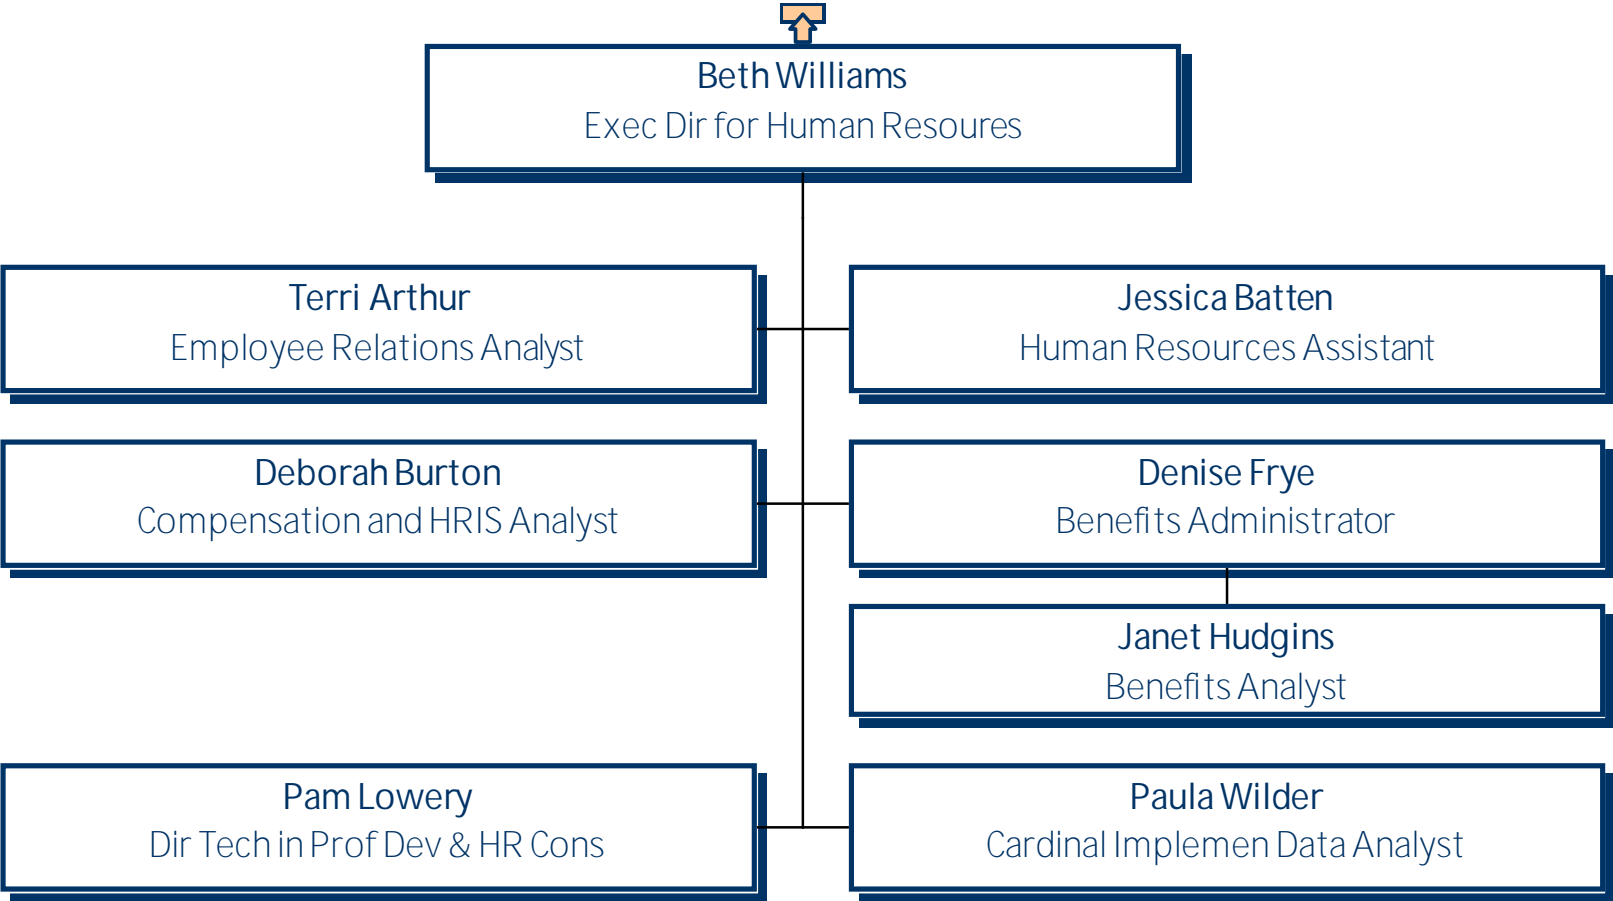 Beth Williams
Exec Dir for Human Resoures
Terri Arthur
Employee Relations Analyst
Jessica Batten
Human Resources Assistant
Deborah Burton
Compensation and HRIS Analyst
Denise Frye
Benefits Administrator
Janet Hudgins
Benefits Analyst
Pam Lowery
Dir Tech in Prof Dev & HR Cons
Paula Wilder
Cardinal Implemen Data Analyst